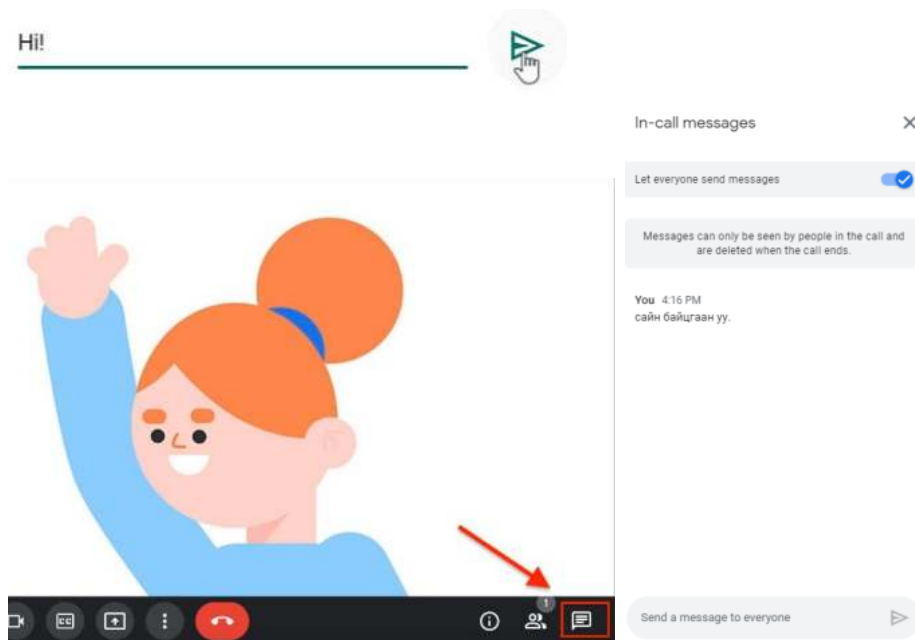 Hi!
In-call messages
Let everyone send messages
Messages can only be seen by people in the call and
are deleted when the call ends.
You 4:16 PM
сайн байцгаан уу.
CC
1
Send a message to everyone